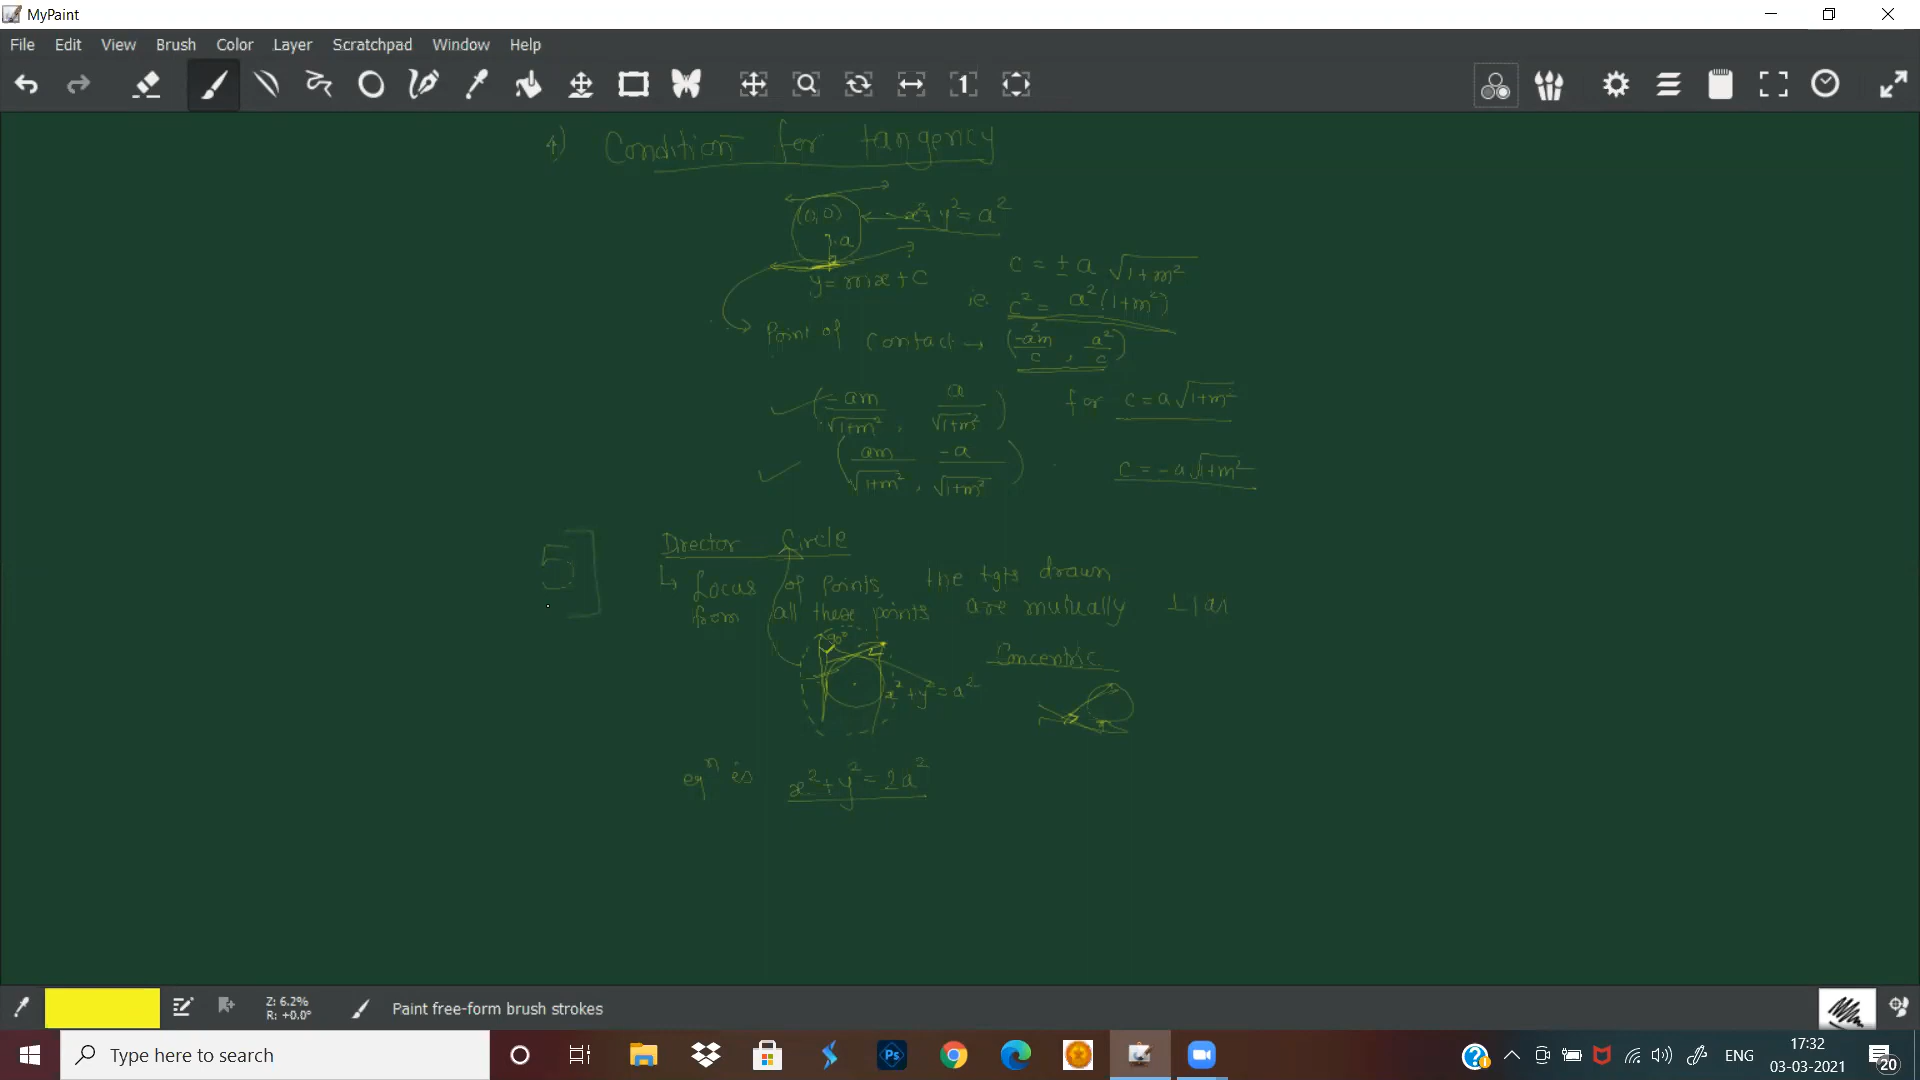 MyPaint
File Edit View Brush Color Layer Scratchpad Window Help
4) Condition for tangency
(0,0)
x²+y²=a²
a
y=mx+c
c = ± a √1+m²
ie. c² = a²(1+m²)
Point of contact → (-a²m/c, a²/c)
(-am/√1+m², a/√1+m²) for c=a√1+m²
(am/√1+m², -a/√1+m²) c=-a√1+m²
5] Drector Circle
↳ Locus of points, the tgts drawn
from all these points are mutually ⊥lar
90°
Concentric
x²+y²=a²
eqⁿ is x²+y²=2a²
Z: 6.2%
R: +0.0°
Paint free-form brush strokes
Type here to search
Ps
ENG
17:32
03-03-2021
20